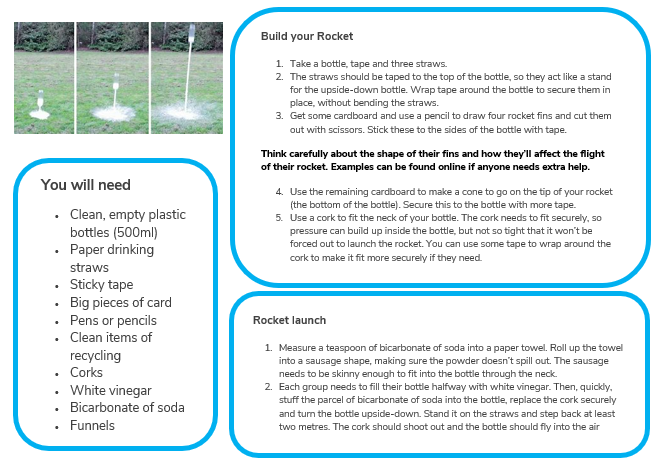 Build your Rocket
1. Take a bottle, tape and three straws.
2. The straws should be taped to the top of the bottle, so they act like a stand
for the upside-down bottle. Wrap tape around the bottle to secure them in
place, without bending the straws.
3. Get some cardboard and use a pencil to draw four rocket fins and cut them
out with scissors. Stick these to the sides of the bottle with tape.
Think carefully about the shape of their fins and how they'll affect the flight
of their rocket. Examples can be found online if anyone needs extra help.
4. Use the remaining cardboard to make a cone to go on the tip of your rocket
(the bottom of the bottle). Secure this to the bottle with more tape.
5. Use a cork to fit the neck of your bottle. The cork needs to fit securely, so
pressure can build up inside the bottle, but not so tight that it won't be
forced out to launch the rocket. You can use some tape to wrap around the
cork to make it fit more securely if they need.
You will need
• Clean, empty plastic
bottles (500ml)
• Paper drinking
straws
• Sticky tape
• Big pieces of card
• Pens or pencils
• Clean items of
recycling
• Corks
• White vinegar
• Bicarbonate of soda
• Funnels
Rocket launch
1. Measure a teaspoon of bicarbonate of soda into a paper towel. Roll up the towel
into a sausage shape, making sure the powder doesn't spill out. The sausage
needs to be skinny enough to fit into the bottle through the neck.
2. Each group needs to fill their bottle halfway with white vinegar. Then, quickly,
stuff the parcel of bicarbonate of soda into the bottle, replace the cork securely
and turn the bottle upside-down. Stand it on the straws and step back at least
two metres. The cork should shoot out and the bottle should fly into the air